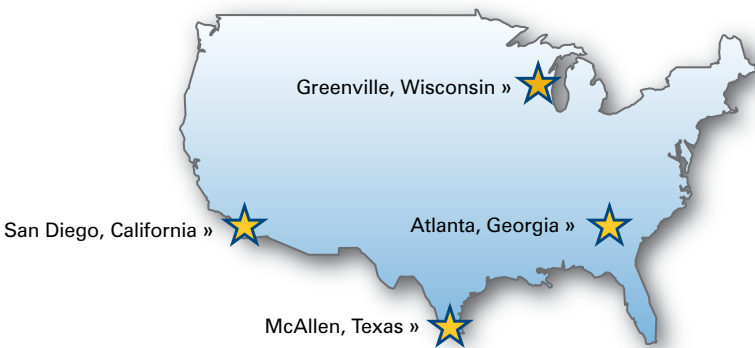 Greenville, Wisconsin »
San Diego, California »
Atlanta, Georgia »
McAllen, Texas »